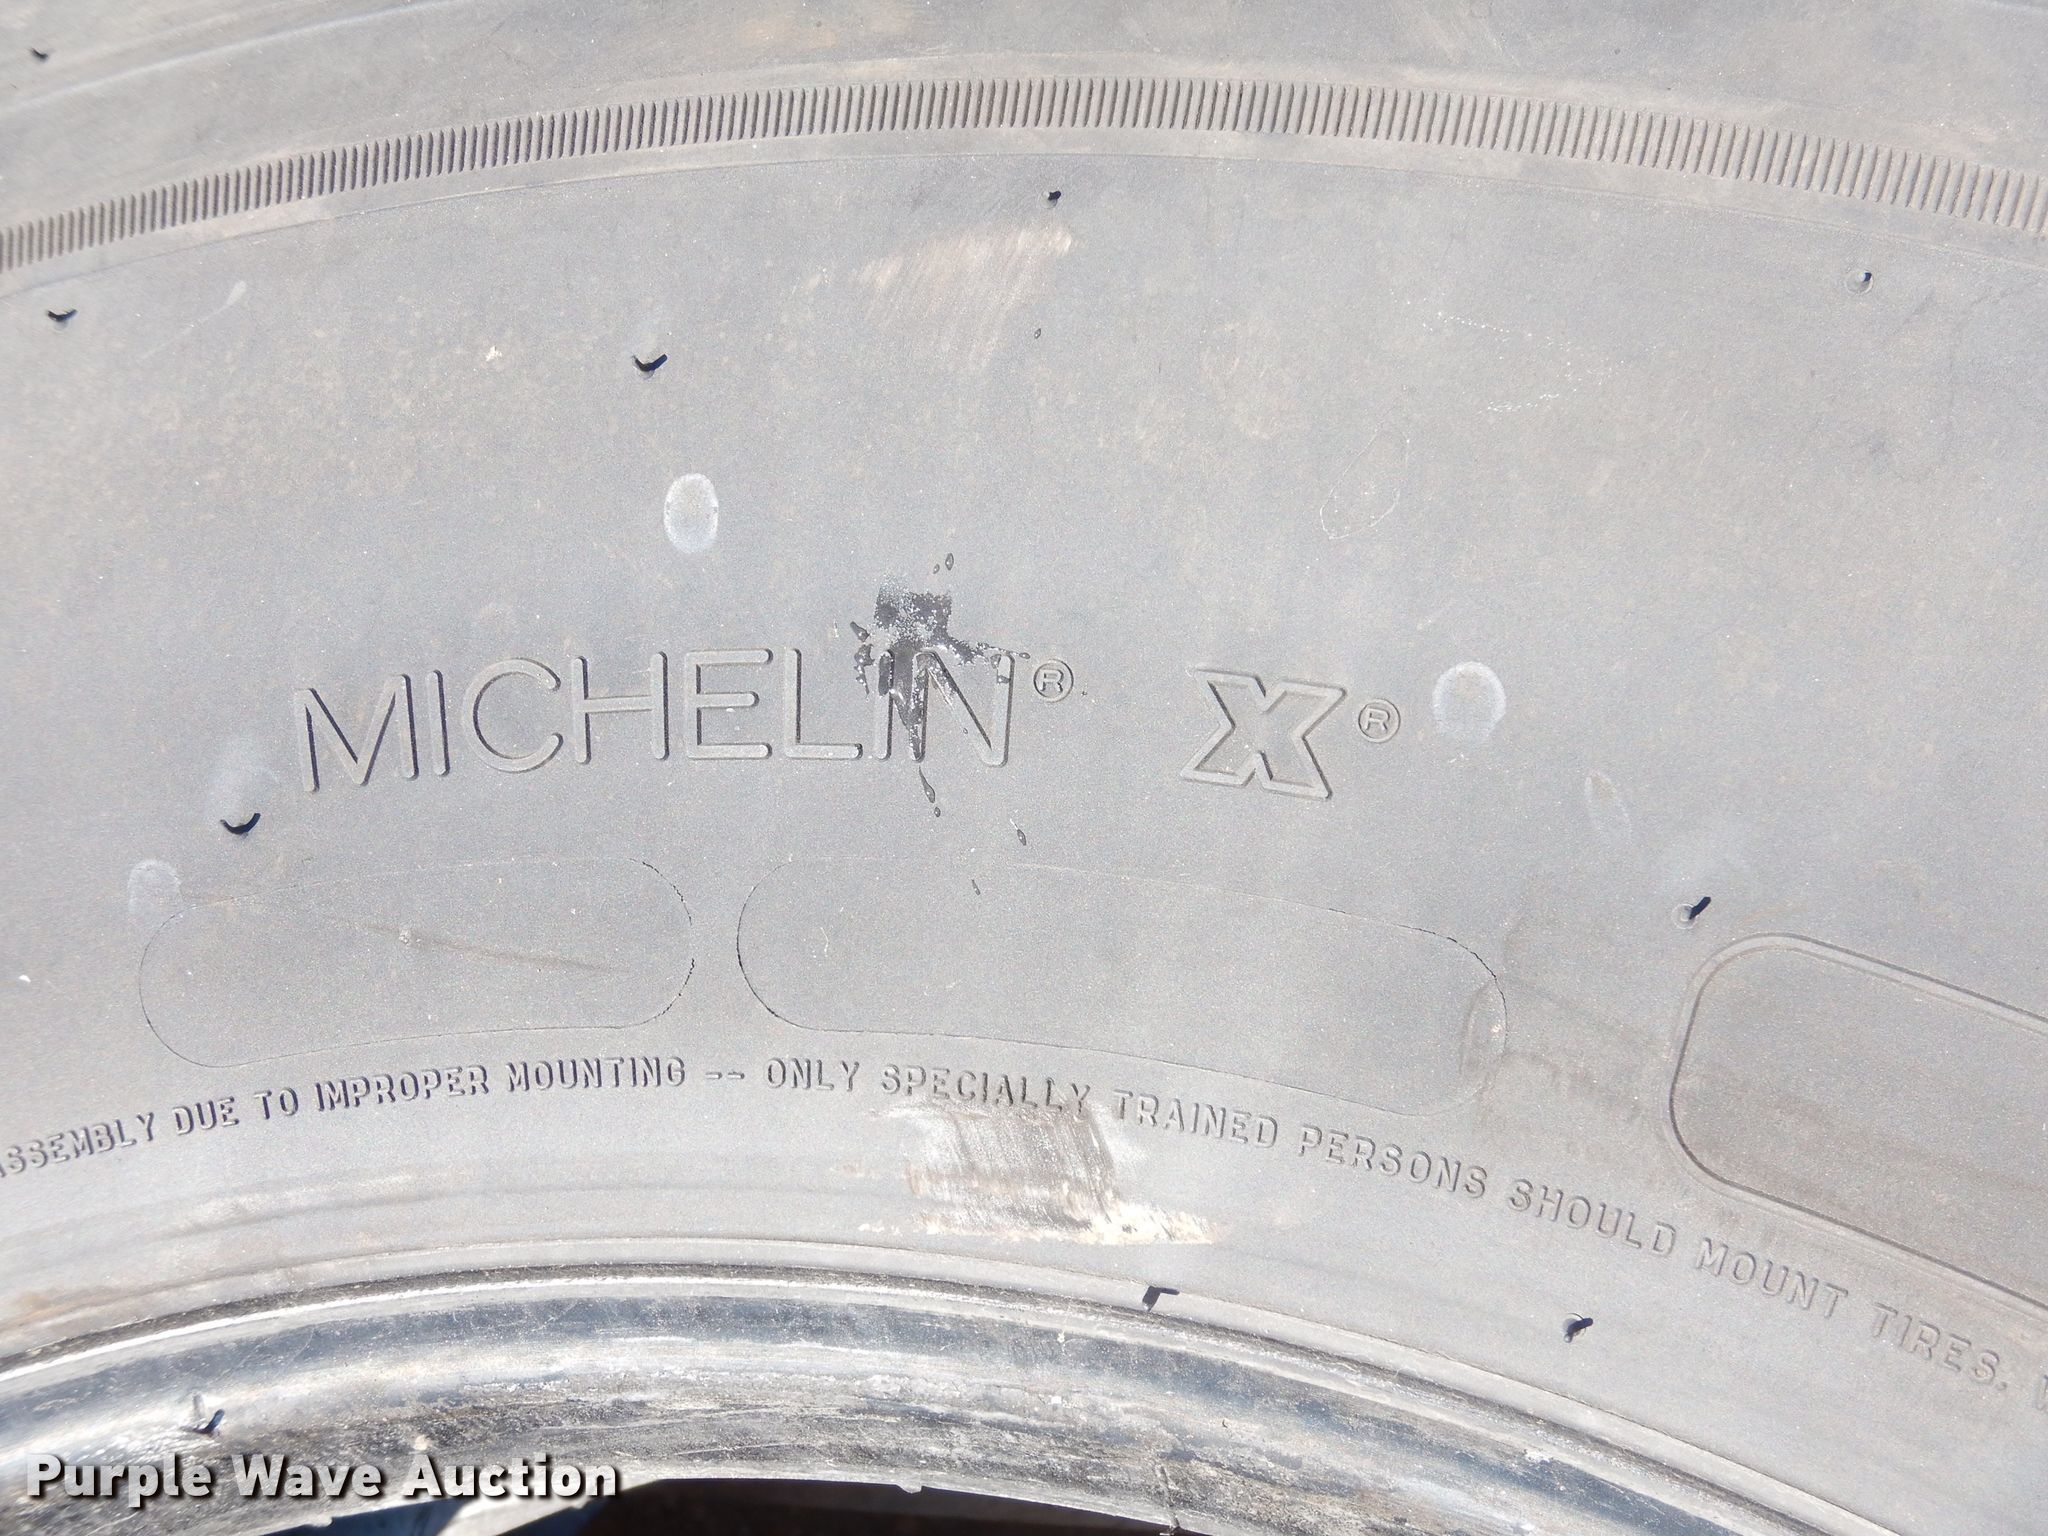 MICHELIN® X®
ASSEMBLY DUE TO IMPROPER MOUNTING -- ONLY SPECIALLY TRAINED PERSONS SHOULD MOUNT TIRES.
Purple Wave Auction